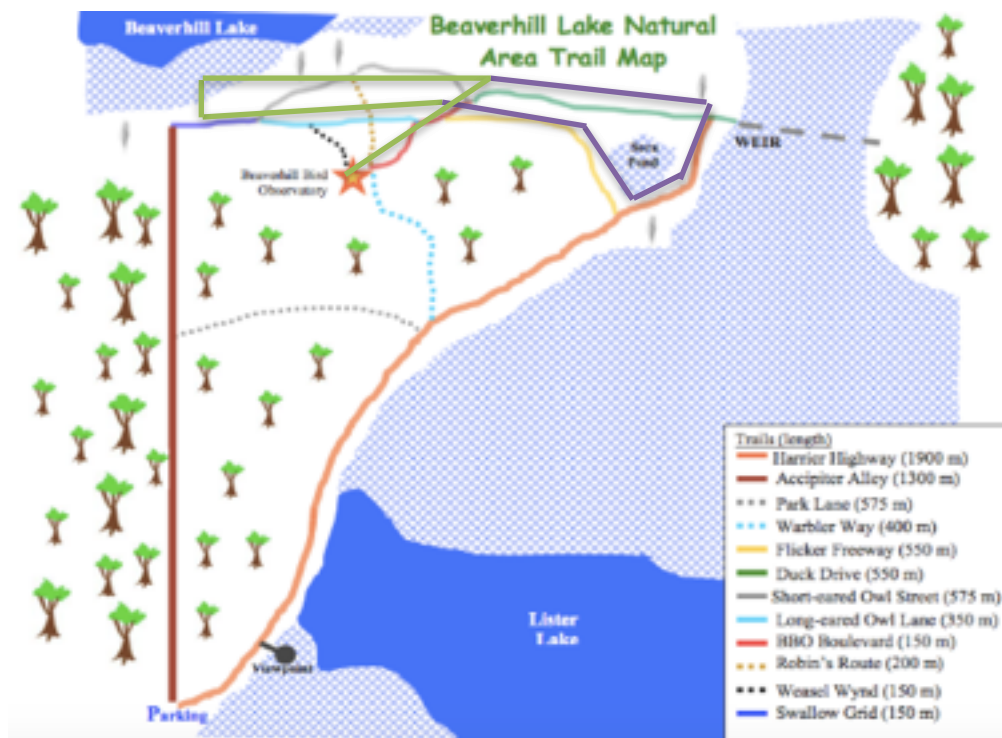 Beaverhill Lake
Beaverhill Lake Natural
Area Trail Map
WEIR
Beaverhill Bird
Observatory
Pond
Lister
Lake
Viewpoint
Parking
Trails (length)
Harrier Highway (1900 m)
Accipiter Alley (1300 m)
Park Lane (575 m)
Warbler Way (400 m)
Flicker Freeway (550 m)
Duck Drive (550 m)
Short-eared Owl Street (575 m)
Long-eared Owl Lane (350 m)
BBO Boulevard (150 m)
Robin's Route (200 m)
Weasel Wynd (150 m)
Swallow Grid (150 m)